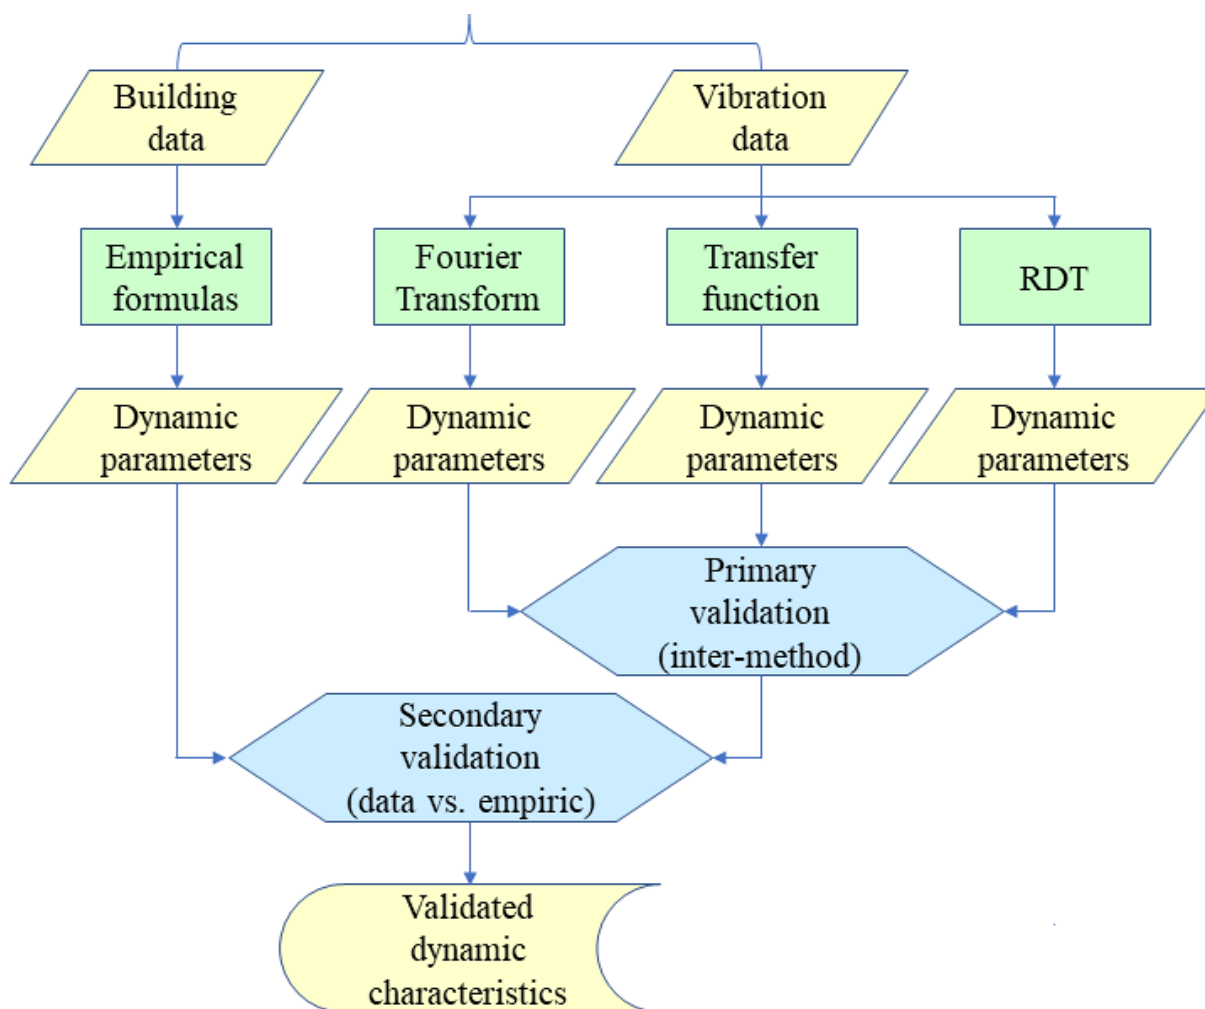 Building
data
Vibration
data
Empirical
formulas
Fourier
Transform
Transfer
function
RDT
Dynamic
parameters
Dynamic
parameters
Dynamic
parameters
Dynamic
parameters
Primary
validation
(inter-method)
Secondary
validation
(data vs. empiric)
Validated
dynamic
characteristics